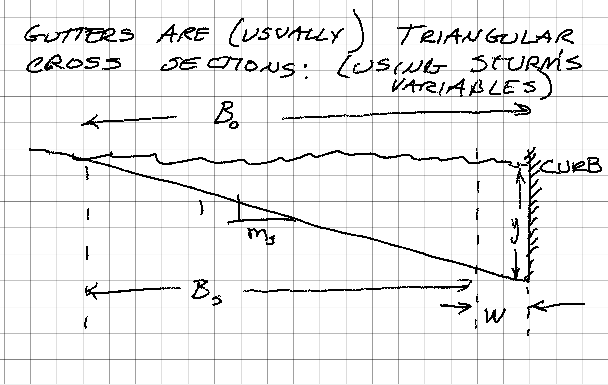 GUTTERS ARE (USUALLY) TRIANGULAR
CROSS SECTIONS: (USING STURM'S
VARIABLES)
B₀
CURB
1
mₛ
y
Bₛ
W